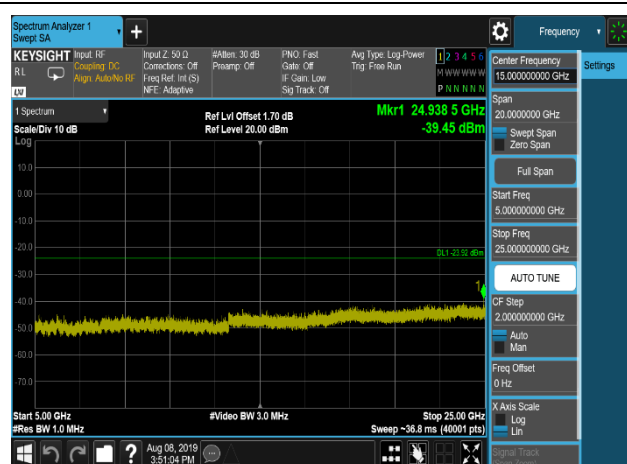 Spectrum Analyzer 1
Swept SA
+
Frequency
KEYSIGHT
RL
LXI
Input: RF
Coupling: DC
Align: Auto/No RF
Input Z: 50 Ω
Corrections: Off
Freq Ref: Int (S)
NFE: Adaptive
#Atten: 30 dB
Preamp: Off
PNO: Fast
Gate: Off
IF Gain: Low
Sig Track: Off
Avg Type: Log-Power
Trig: Free Run
1 2 3 4 5 6
M W W W W W
P N N N N N
1 Spectrum
Scale/Div 10 dB
Log
Ref Lvl Offset 1.70 dB
Ref Level 20.00 dBm
Mkr1 24.938 5 GHz
-39.45 dBm
10.0
0.00
-10.0
-20.0
DL1 -23.92 dBm
-30.0
1
-40.0
-50.0
-60.0
-70.0
Start 5.00 GHz
#Res BW 1.0 MHz
#Video BW 3.0 MHz
Stop 25.00 GHz
Sweep ~36.8 ms (40001 pts)
?
Aug 08, 2019
3:51:04 PM
Center Frequency
15.000000000 GHz
Settings
Span
20.0000000 GHz
Swept Span
Zero Span
Full Span
Start Freq
5.000000000 GHz
Stop Freq
25.000000000 GHz
AUTO TUNE
CF Step
2.000000000 GHz
Auto
Man
Freq Offset
0 Hz
X Axis Scale
Log
Lin
Signal Track